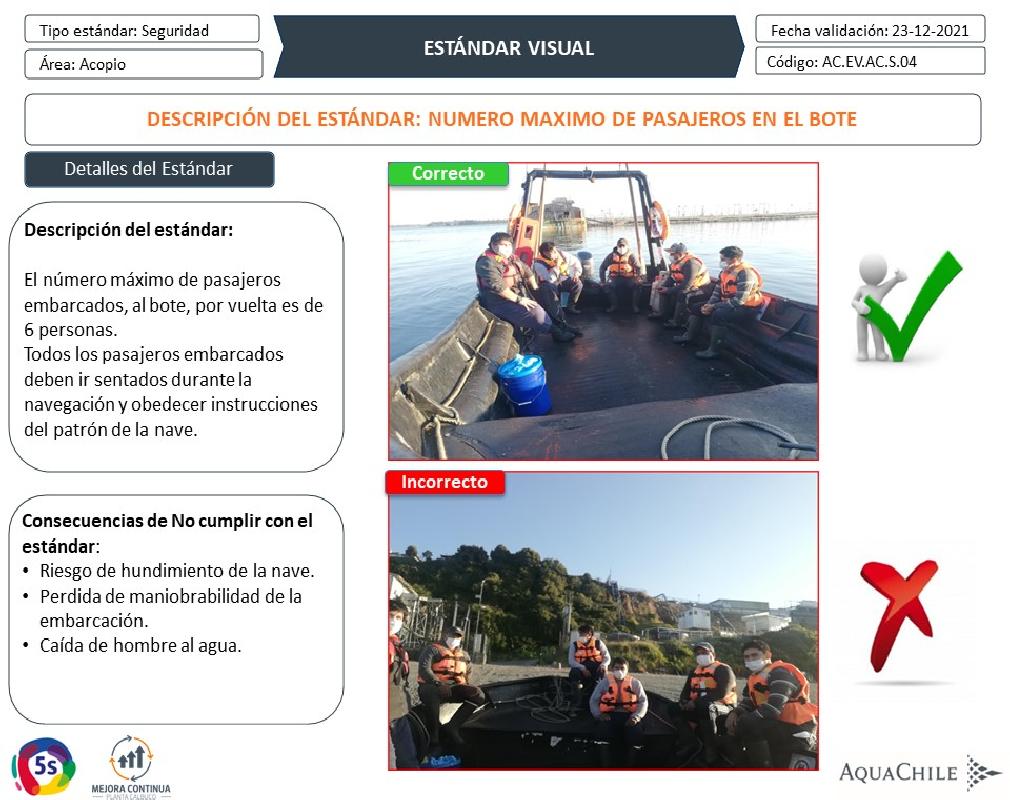 Tipo estándar: Seguridad
Área: Acopio
ESTÁNDAR VISUAL
Fecha validación: 23-12-2021
Código: AC.EV.AC.S.04
DESCRIPCIÓN DEL ESTÁNDAR: NUMERO MAXIMO DE PASAJEROS EN EL BOTE
Detalles del Estándar
Descripción del estándar:
El número máximo de pasajeros
embarcados, al bote, por vuelta es de
6 personas.
Todos los pasajeros embarcados
deben ir sentados durante la
navegación y obedecer instrucciones
del patrón de la nave.
Correcto
Consecuencias de No cumplir con el
estándar:
• Riesgo de hundimiento de la nave.
• Perdida de maniobrabilidad de la
embarcación.
• Caída de hombre al agua.
Incorrecto
5s
MEJORA CONTINUA
PLANTA CALBUCO
AQUACHILE